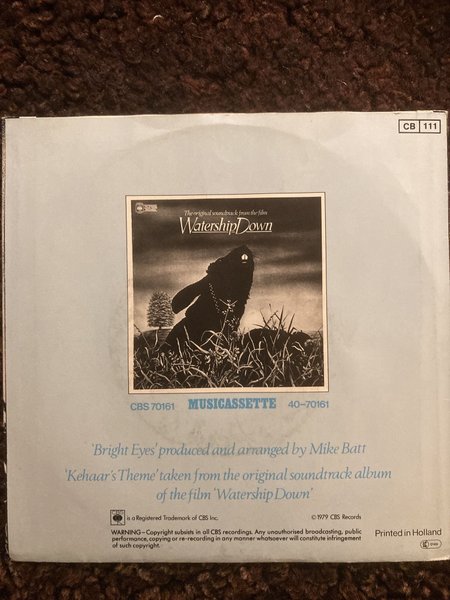 CB 111
The original soundtrack from the film
Watership Down
CBS 70161 MUSICASSETTE 40-70161
'Bright Eyes' produced and arranged by Mike Batt
'Kehaar's Theme' taken from the original soundtrack album
of the film 'Watership Down'
is a Registered Trademark of CBS Inc.
©1979 CBS Records
WARNING—Copyright subsists in all CBS recordings. Any unauthorised broadcasting, public
performance, copying or re-recording in any manner whatsoever will constitute infringement
of such copyright.
Printed in Holland